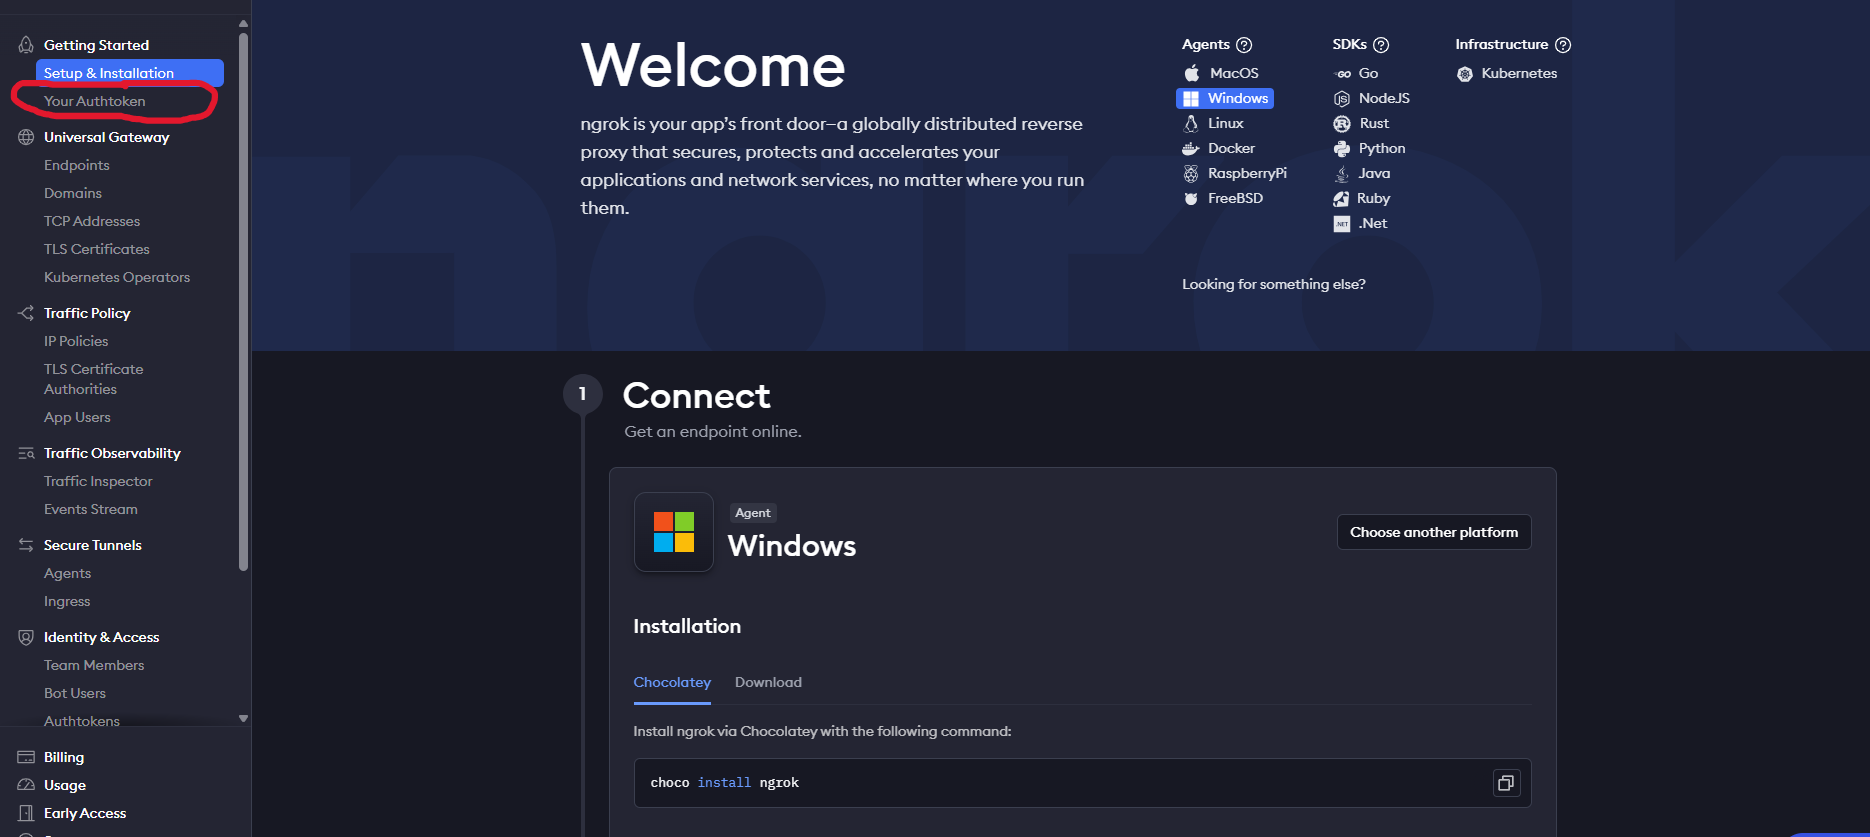 Getting Started
Setup & Installation
Your Authtoken
Universal Gateway
Endpoints
Domains
TCP Addresses
TLS Certificates
Kubernetes Operators
Traffic Policy
IP Policies
TLS Certificate
Authorities
App Users
Traffic Observability
Traffic Inspector
Events Stream
Secure Tunnels
Agents
Ingress
Identity & Access
Team Members
Bot Users
Authtokens
Billing
Usage
Early Access
Welcome
ngrok is your app’s front door—a globally distributed reverse
proxy that secures, protects and accelerates your
applications and network services, no matter where you run
them.
Agents
MacOS
Windows
Linux
Docker
RaspberryPi
FreeBSD
SDKs
Go
NodeJS
Rust
Python
Java
Ruby
.Net
Infrastructure
Kubernetes
Looking for something else?
ngrok
1
Connect
Get an endpoint online.
Agent
Windows
Choose another platform
Installation
Chocolatey
Download
Install ngrok via Chocolatey with the following command:
choco install ngrok